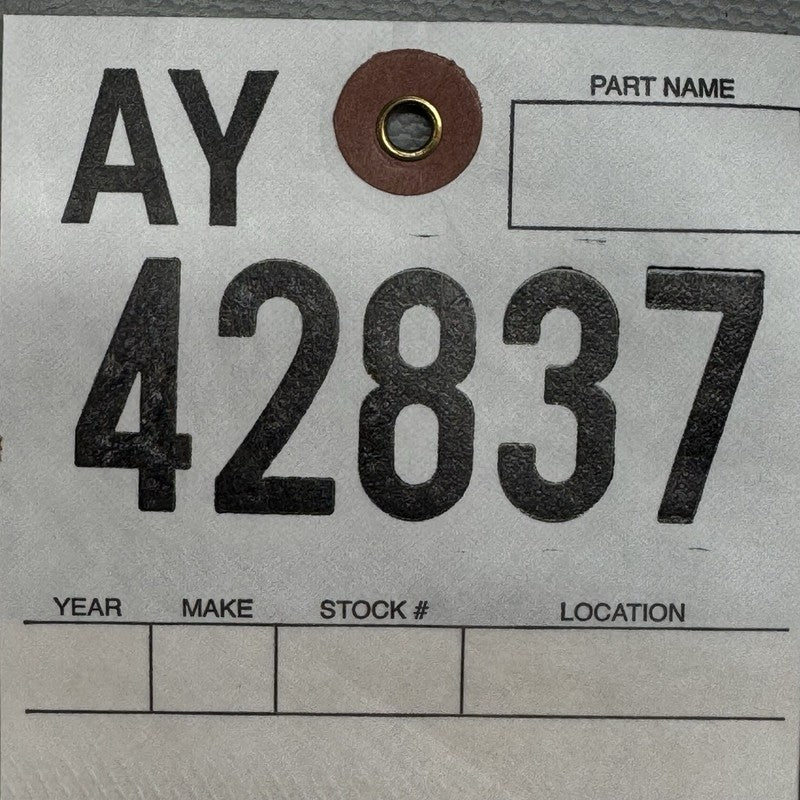 AY
PART NAME
42837
YEAR MAKE STOCK # LOCATION